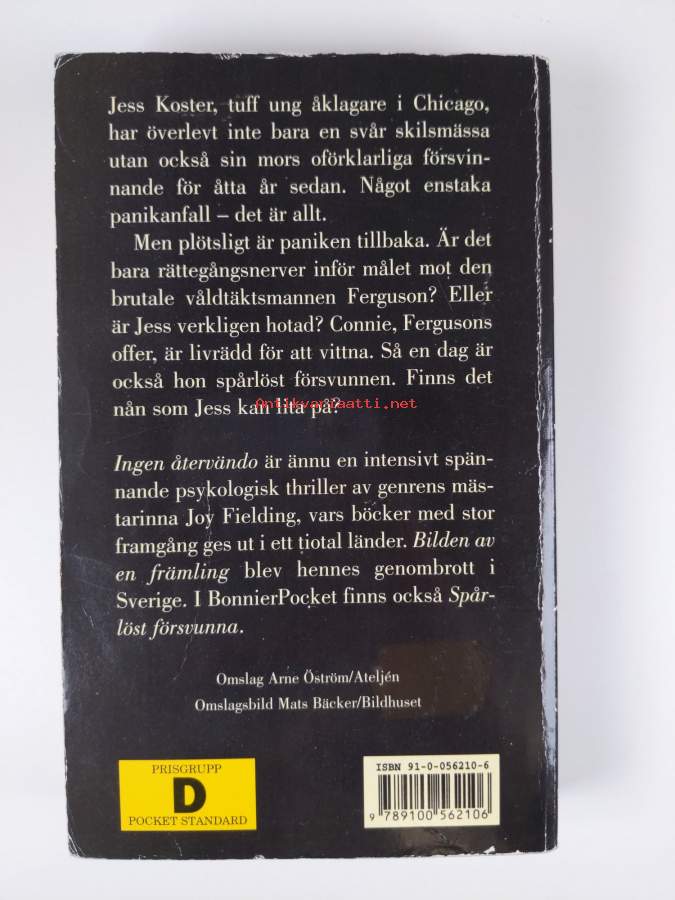 Jess Koster, tuff ung åklagare i Chicago,
har överlevt inte bara en svår skilsmässa
utan också sin mors oförklarliga försvin-
nande för åtta år sedan. Något enstaka
panikanfall – det är allt.
Men plötsligt är paniken tillbaka. Är det
bara rättegångsnerver inför målet mot den
brutale våldtäktsmannen Ferguson? Eller
är Jess verkligen hotad? Connie, Fergusons
offer, är livrädd för att vittna. Så en dag är
också hon spårlöst försvunnen. Finns det
nån som Jess kan lita på?
Antikvariaatti.net
Ingen återvändo är ännu en intensivt spän-
nande psykologisk thriller av genrens mäs-
tarinna Joy Fielding, vars böcker med stor
framgång ges ut i ett tiotal länder. Bilden av
en främling blev hennes genombrott i
Sverige. I BonnierPocket finns också Spår-
löst försvunna.
Omslag Arne Öström/Ateljén
Omslagsbild Mats Bäcker/Bildhuset
PRISGRUPP
D
POCKET STANDARD
ISBN 91-0-056210-6
9 789100 562106